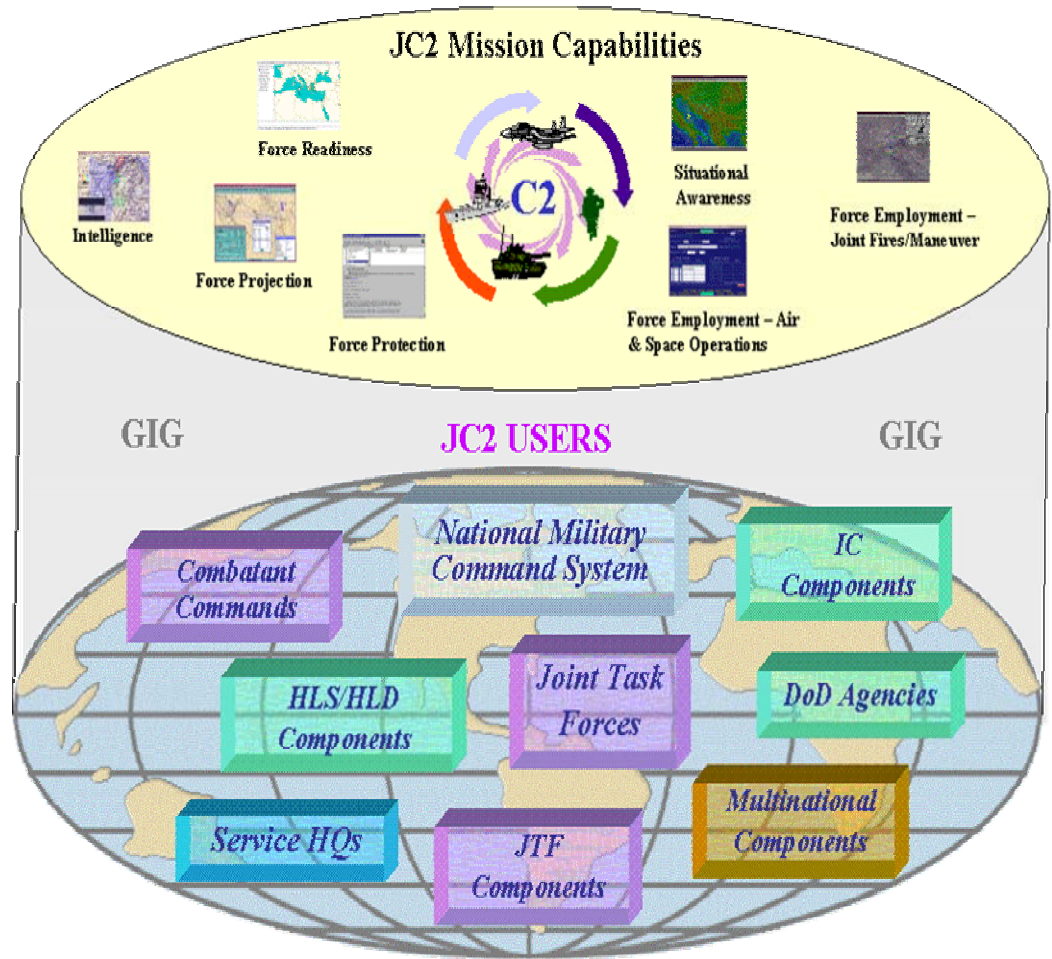 JC2 Mission Capabilities
Force Readiness
Intelligence
Force Projection
Force Protection
C2
Situational
Awareness
Force Employment – Air
& Space Operations
Force Employment –
Joint Fires/Maneuver
GIG
JC2 USERS
GIG
National Military
Command System
Combatant
Commands
IC
Components
HLS/HLD
Components
Joint Task
Forces
DoD Agencies
Service HQs
JTF
Components
Multinational
Components